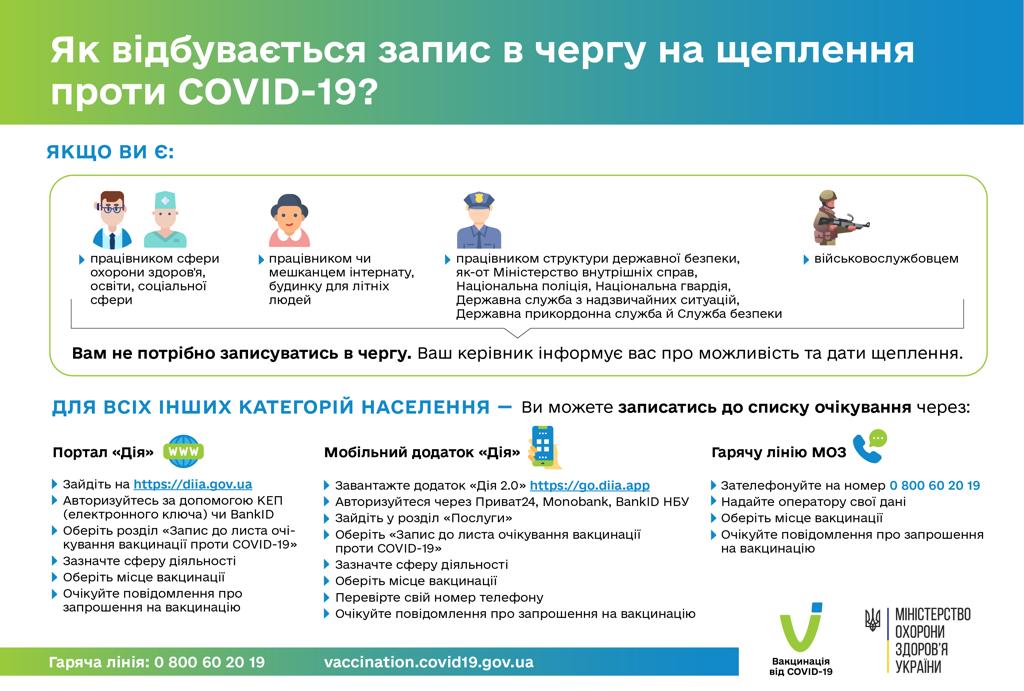 Як відбувається запис в чергу на щеплення
проти COVID-19?
ЯКЩО ВИ Є:
працівником сфери
охорони здоров'я,
освіти, соціальної
сфери
працівником чи
мешканцем інтернату,
будинку для літніх
людей
працівником структури державної безпеки,
як-от Міністерство внутрішніх справ,
Національна поліція, Національна гвардія,
Державна служба з надзвичайних ситуацій,
Державна прикордонна служба й Служба безпеки
військовослужбовцем
Вам не потрібно записуватись в чергу. Ваш керівник інформує вас про можливість та дати щеплення.
ДЛЯ ВСІХ ІНШИХ КАТЕГОРІЙ НАСЕЛЕННЯ — Ви можете записатись до списку очікування через:
Портал «Дія»
WWW
Зайдіть на https://diia.gov.ua
Авторизуйтесь за допомогою КЕП
(електронного ключа) чи BankID
Оберіть розділ «Запис до листа очі-
кування вакцинації проти COVID-19»
Зазначте сферу діяльності
Оберіть місце вакцинації
Очікуйте повідомлення про
запрошення на вакцинацію
Мобільний додаток «Дія»
Завантажте додаток «Дія 2.0» https://go.diia.app
Авторизуйтеся через Приват24, Monobank, BankID НБУ
Зайдіть у розділ «Послуги»
Оберіть «Запис до листа очікування вакцинації
проти COVID-19»
Зазначте сферу діяльності
Оберіть місце вакцинації
Перевірте свій номер телефону
Очікуйте повідомлення про запрошення на вакцинацію
Гарячу лінію МОЗ
Зателефонуйте на номер 0 800 60 20 19
Надайте оператору свої дані
Оберіть місце вакцинації
Очікуйте повідомлення про запрошення
на вакцинацію
Гаряча лінія: 0 800 60 20 19
vaccination.covid19.gov.ua
Вакцинація
від COVID-19
МІНІСТЕРСТВО
ОХОРОНИ
ЗДОРОВ'Я
УКРАЇНИ